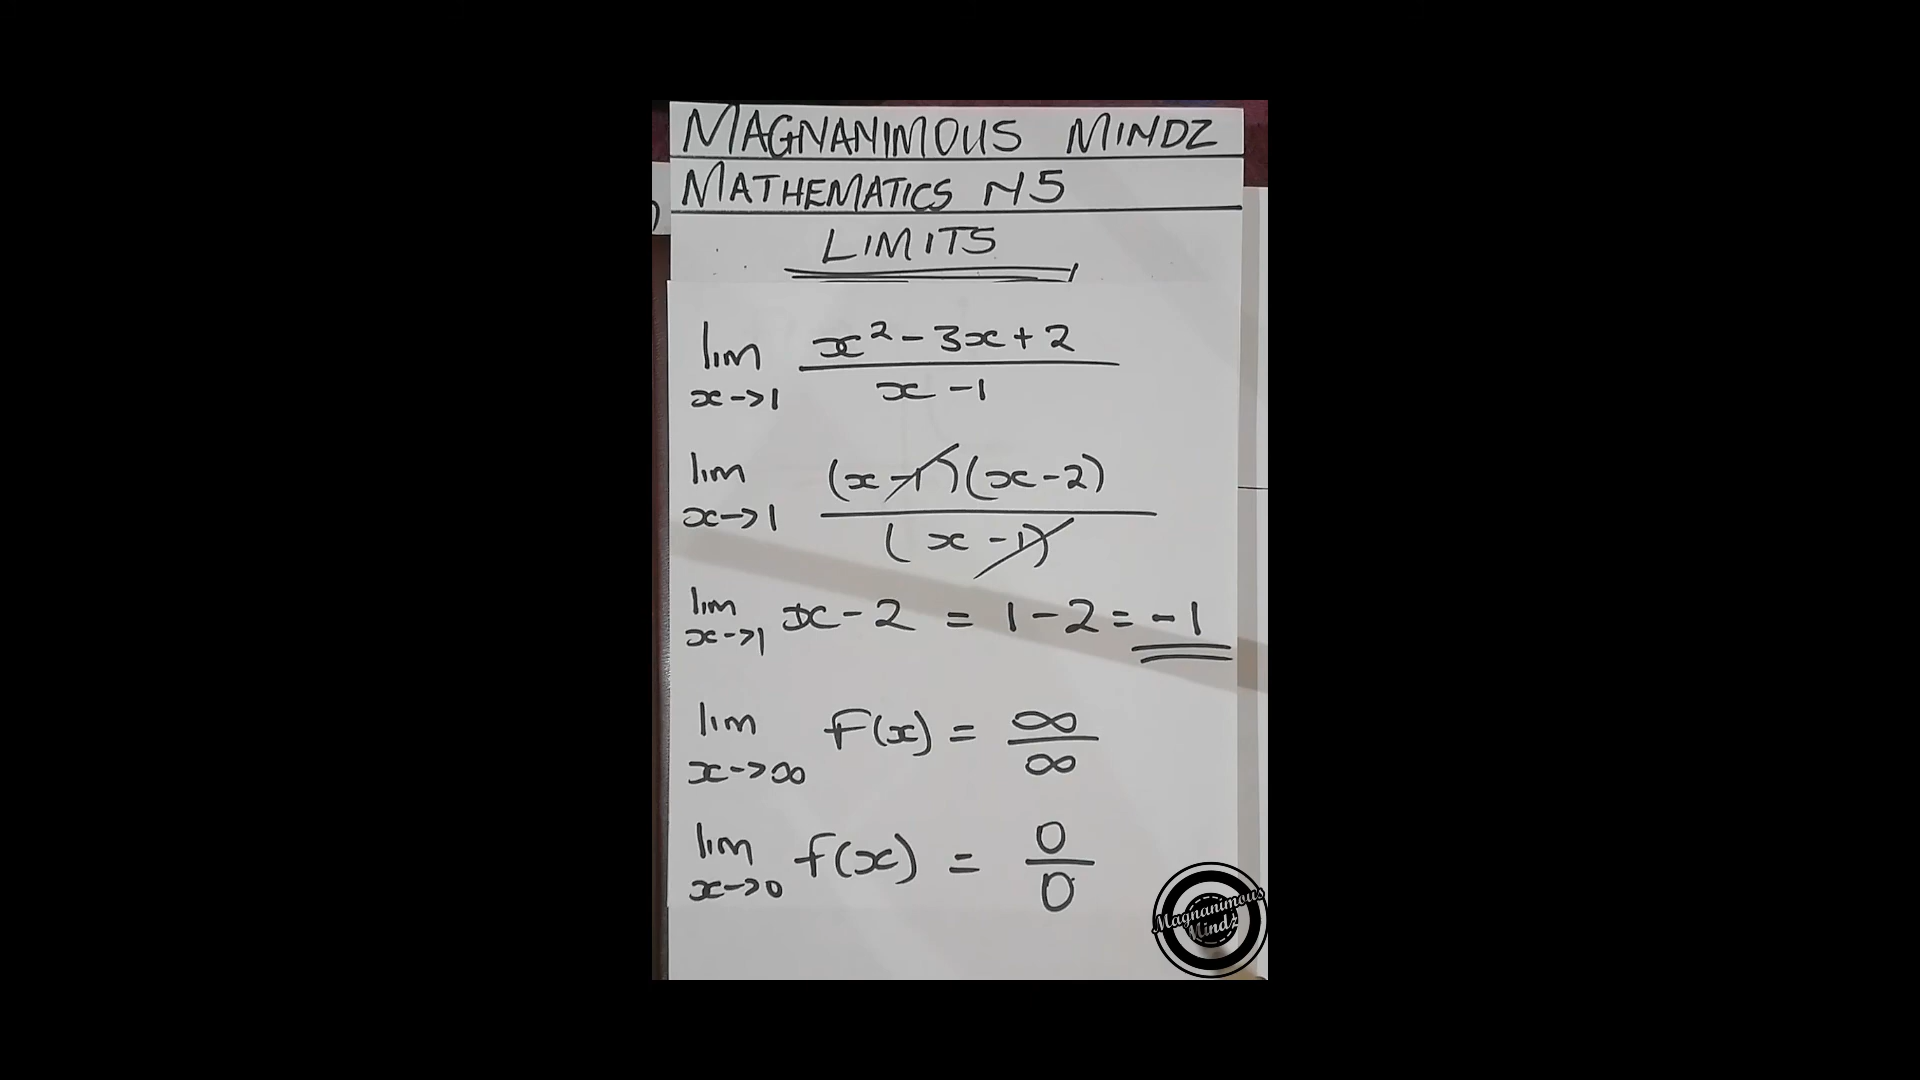 MAGNANIMOUS MINDZ
MATHEMATICS N5
LIMITS
lim x->1 x² - 3x + 2 / x - 1
lim x->1 (x - 1)(x - 2) / (x - 1)
lim x->1 x - 2 = 1 - 2 = -1
lim x->∞ F(x) = ∞ / ∞
lim x->0 f(x) = 0 / 0
Magnanimous
Mindz